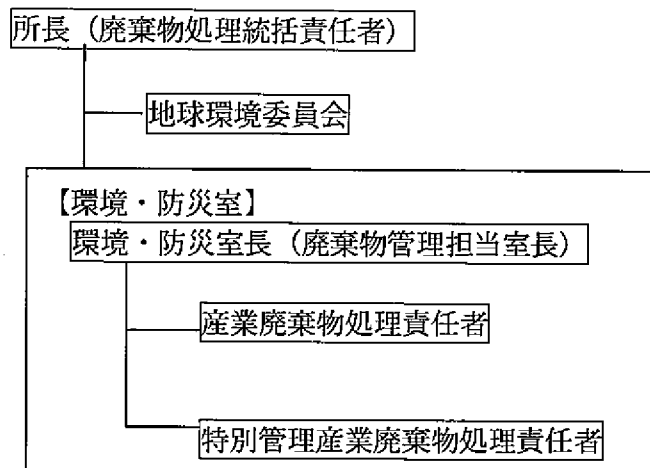 所長（廃棄物処理統括責任者）
地球環境委員会
【環境・防災室】
環境・防災室長（廃棄物管理担当室長）
産業廃棄物処理責任者
特別管理産業廃棄物処理責任者